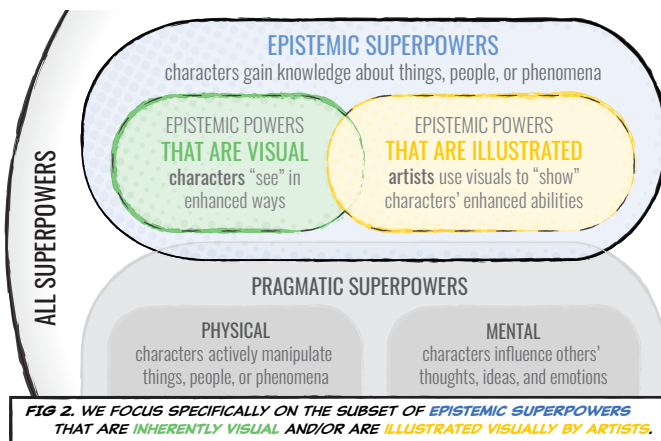 EPISTEMIC SUPERPOWERS
characters gain knowledge about things, people, or phenomena
EPISTEMIC POWERS
THAT ARE VISUAL
characters “see” in
enhanced ways
EPISTEMIC POWERS
THAT ARE ILLUSTRATED
artists use visuals to “show”
characters’ enhanced abilities
ALL SUPERPOWERS
PRAGMATIC SUPERPOWERS
PHYSICAL
characters actively manipulate
things, people, or phenomena
MENTAL
characters influence others’
thoughts, ideas, and emotions
FIG 2. WE FOCUS SPECIFICALLY ON THE SUBSET OF EPISTEMIC SUPERPOWERS
THAT ARE INHERENTLY VISUAL AND/OR ARE ILLUSTRATED VISUALLY BY ARTISTS.